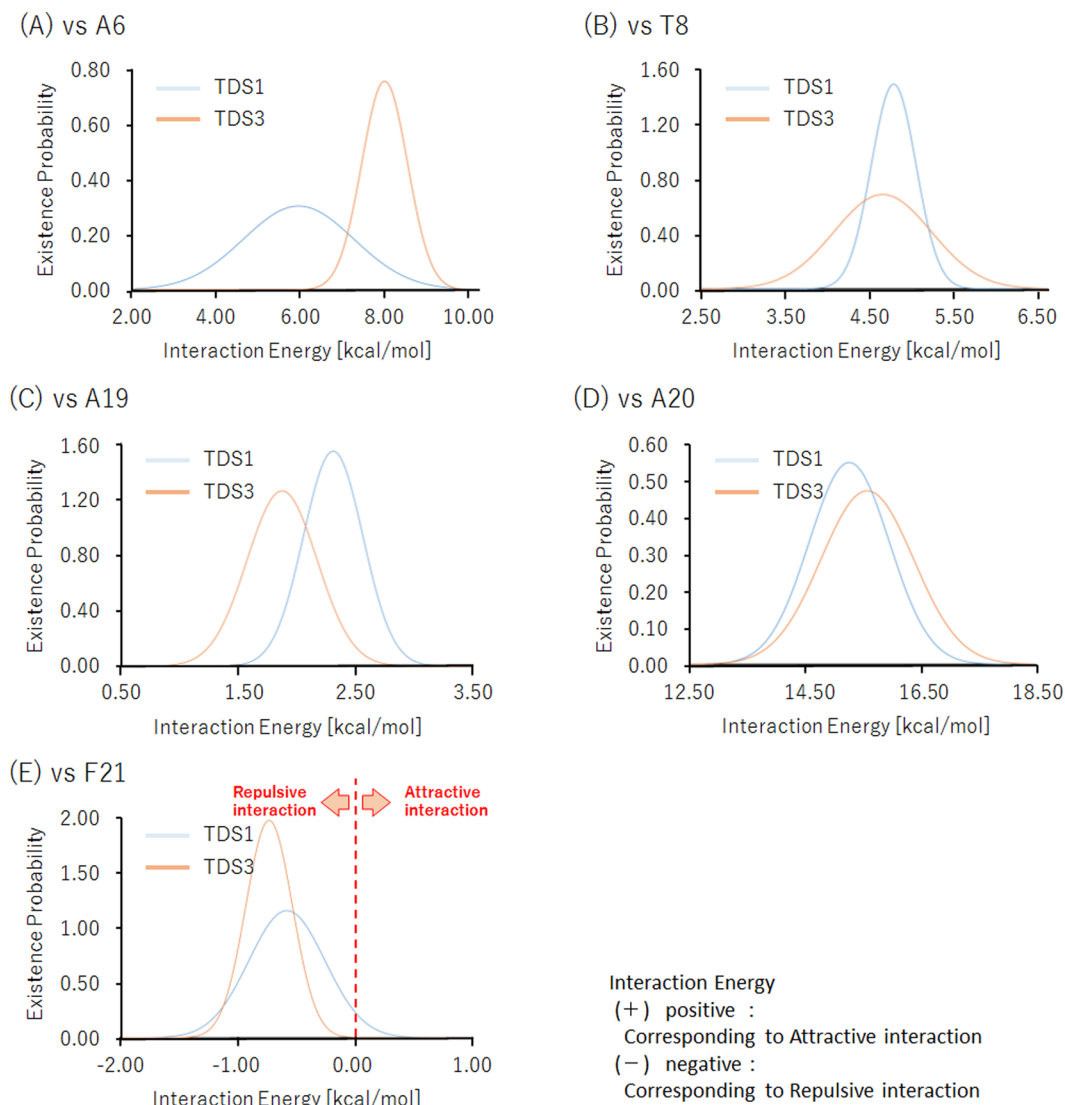 (A) vs A6
0.80
0.60
0.40
0.20
0.00
Existence Probability
TDS1
TDS3
2.00 4.00 6.00 8.00 10.00
Interaction Energy [kcal/mol]
(B) vs T8
1.60
1.20
0.80
0.40
0.00
Existence Probability
TDS1
TDS3
2.50 3.50 4.50 5.50 6.50
Interaction Energy [kcal/mol]
(C) vs A19
1.60
1.20
0.80
0.40
0.00
Existence Probability
TDS1
TDS3
0.50 1.50 2.50 3.50
Interaction Energy [kcal/mol]
(D) vs A20
0.60
0.50
0.40
0.30
0.20
0.10
0.00
Existence Probability
TDS1
TDS3
12.50 14.50 16.50 18.50
Interaction Energy [kcal/mol]
(E) vs F21
Repulsive
interaction
Attractive
interaction
2.00
1.50
1.00
0.50
0.00
Existence Probability
TDS1
TDS3
-2.00 -1.00 0.00 1.00
Interaction Energy [kcal/mol]
Interaction Energy
(+) positive :
Corresponding to Attractive interaction
(−) negative :
Corresponding to Repulsive interaction